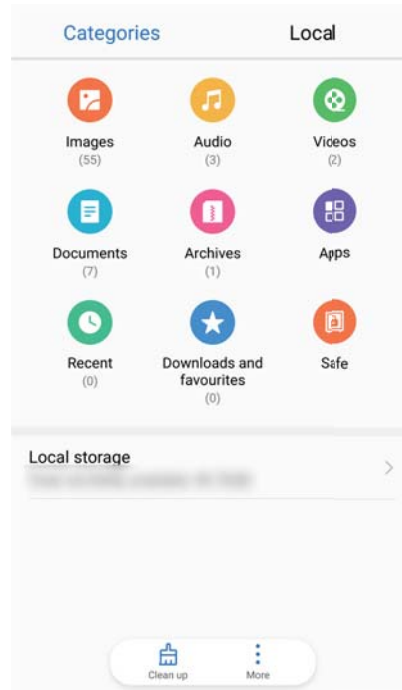 Categories Local
Images Audio Videos
(55) (3) (2)
Documents Archives Apps
(7) (1)
Recent Downloads and Safe
(0) favourites
(0)
Local storage
Clean up More